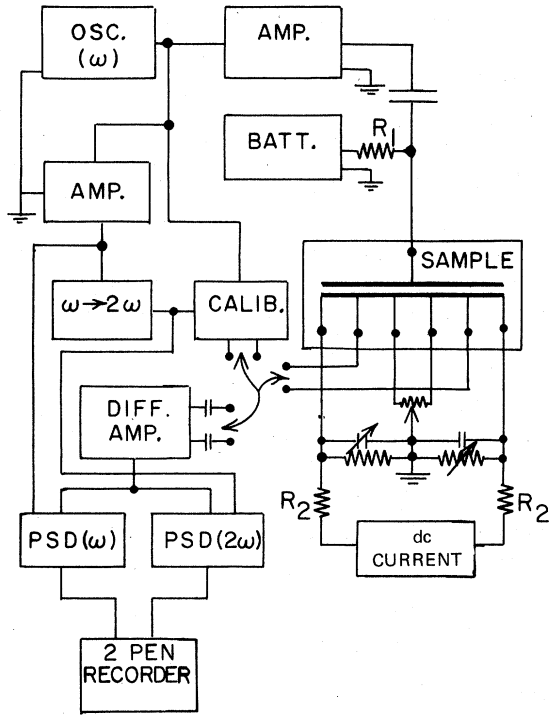 OSC.
(ω)
AMP.
BATT.
R1
AMP.
SAMPLE
ω→2ω
CALIB.
DIFF.
AMP.
R2
R2
PSD(ω)
PSD(2ω)
dc
CURRENT
2 PEN
RECORDER